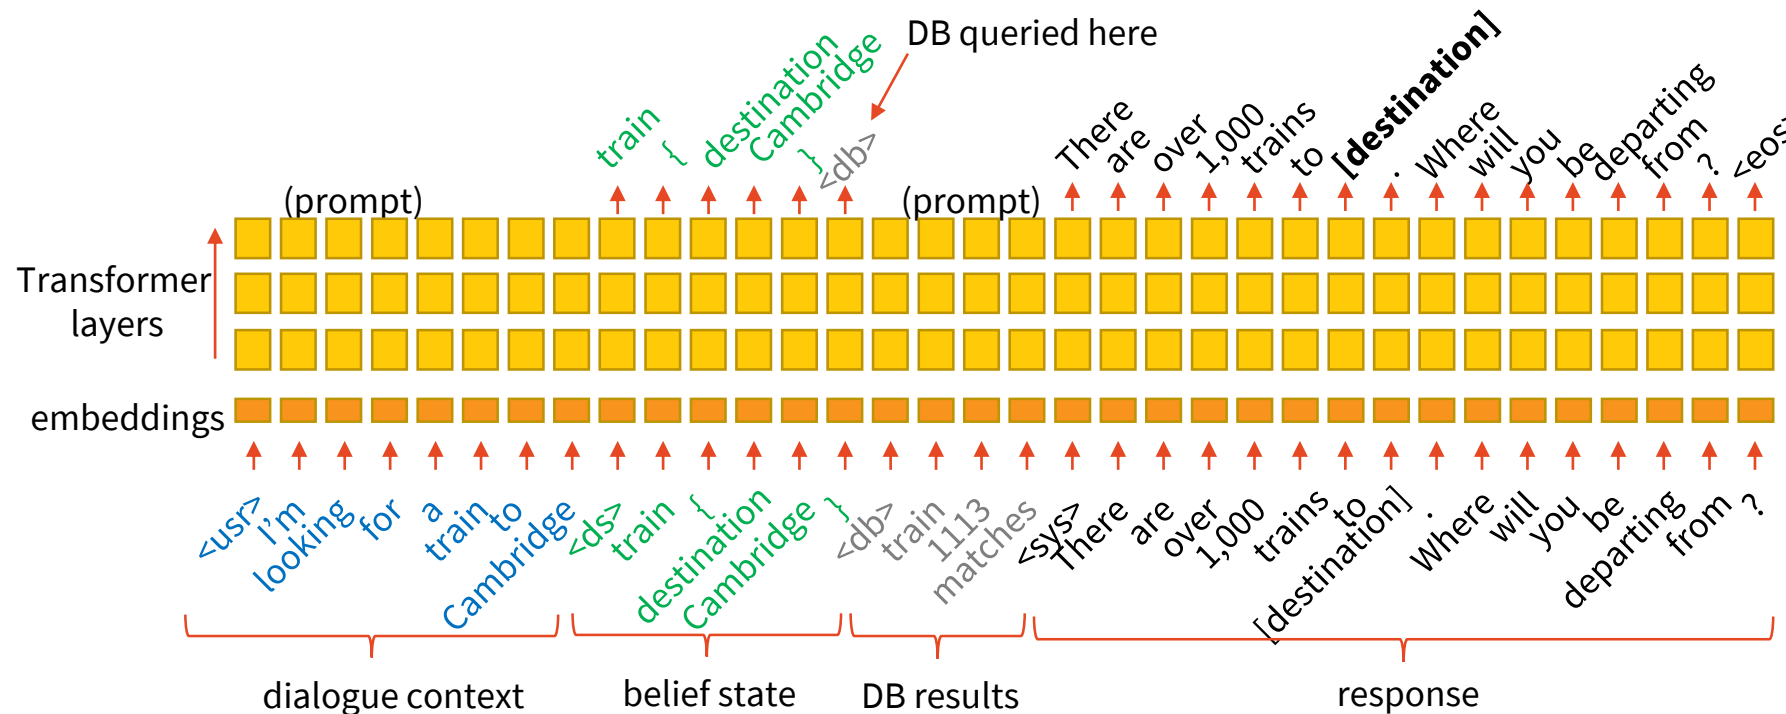 DB queried here
train { destination Cambridge } <db>
There are over 1,000 trains to [destination] . Where will you be departing from ? <eos>
(prompt)
(prompt)
Transformer
layers
embeddings
<usr> I'm looking for a train to Cambridge <ds> train { destination Cambridge } <db> train 1113 matches <sys> There are over 1,000 trains to [destination] . Where will you be departing from ?
dialogue context
belief state
DB results
response